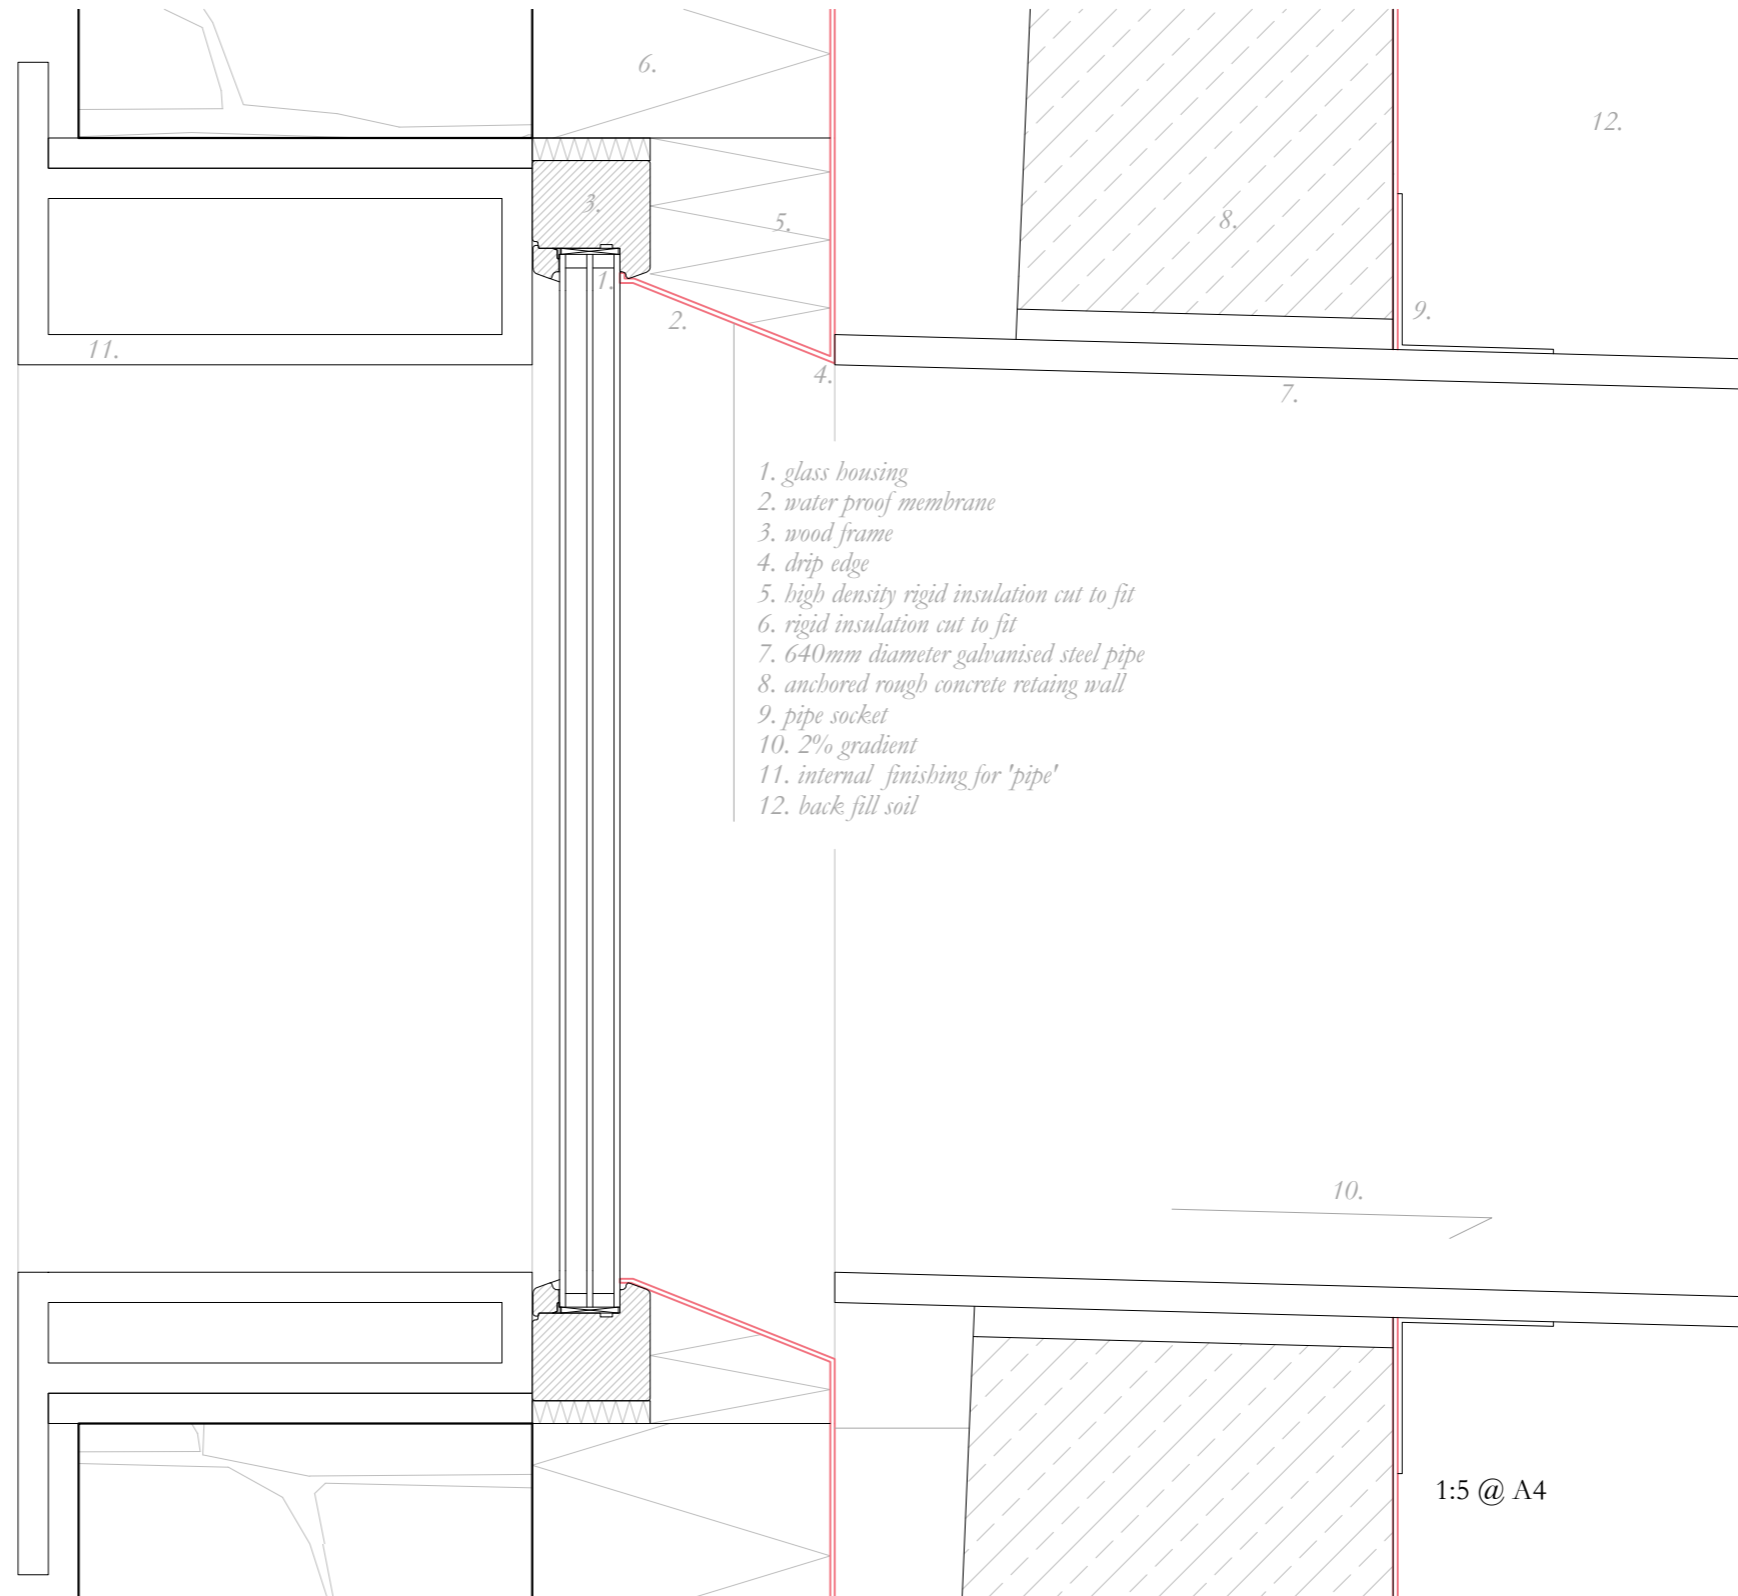 6.
12.
3.
5.
8.
1.
9.
2.
11.
4.
7.
1. glass housing
2. water proof membrane
3. wood frame
4. drip edge
5. high density rigid insulation cut to fit
6. rigid insulation cut to fit
7. 640mm diameter galvanised steel pipe
8. anchored rough concrete retaing wall
9. pipe socket
10. 2% gradient
11. internal finishing for 'pipe'
12. back fill soil
10.
1:5 @ A4